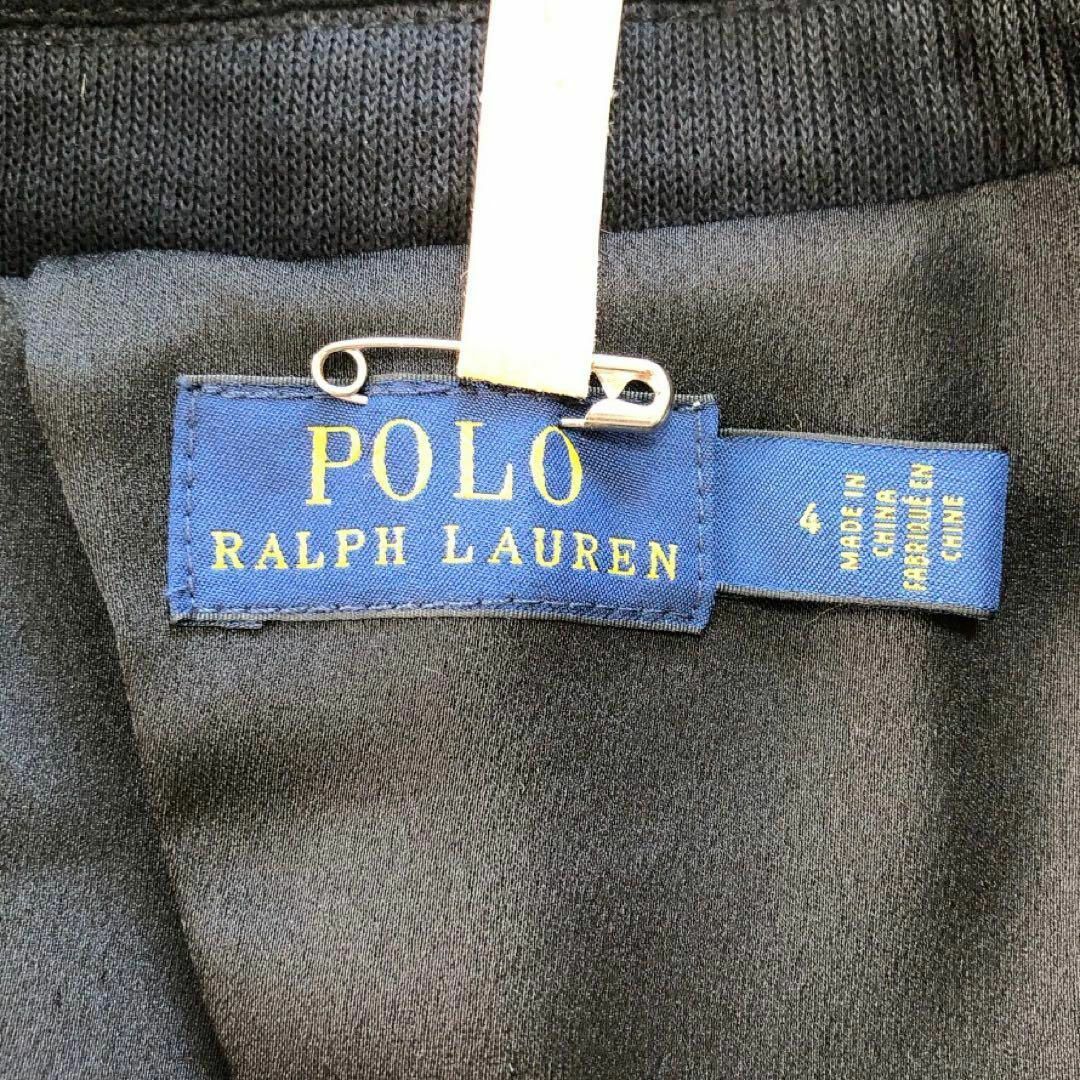 POLO
RALPH LAUREN
4
MADE IN
CHINA
FABRIQUÉ EN
CHINE